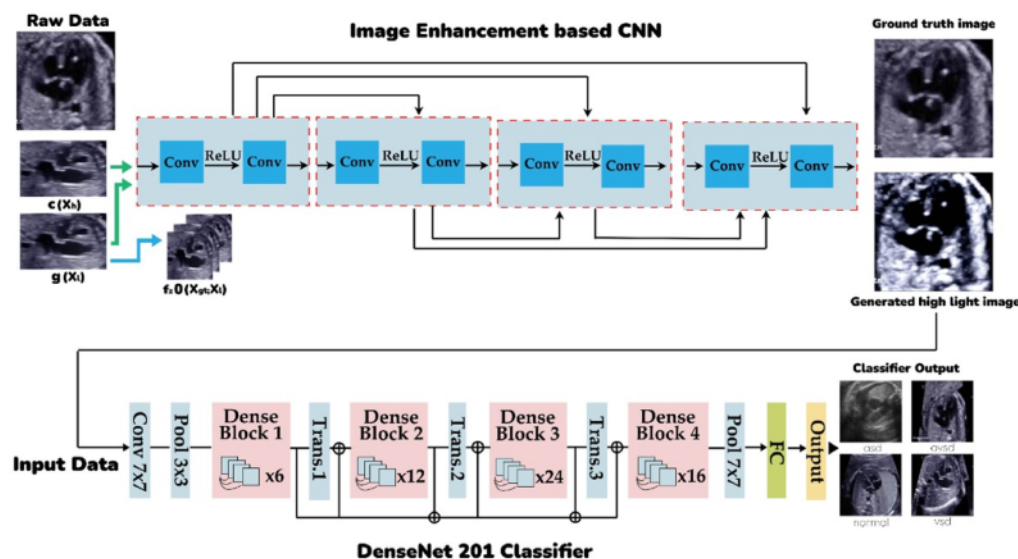 Raw Data
Image Enhancement based CNN
Ground truth image
Conv ReLU Conv
Conv ReLU Conv
Conv ReLU Conv
Conv ReLU Conv
c (Xh)
g (Xl)
Generated high light image
Classifier Output
Input Data
Conv 7x7
Pool 3x3
Dense Block 1
x6
Trans.1
Dense Block 2
x12
Trans.2
Dense Block 3
x24
Trans.3
Dense Block 4
x16
Pool 7x7
FC
Output
asd
avsd
normal
vsd
DenseNet 201 Classifier